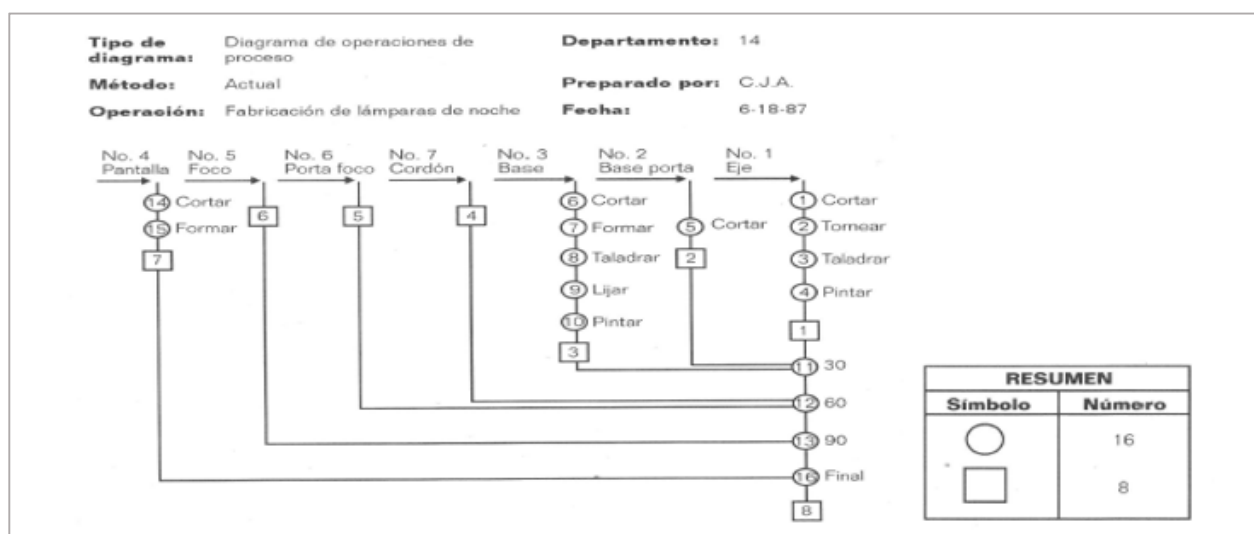 Tipo de diagrama: Diagrama de operaciones de proceso Departamento: 14
Método: Actual Preparado por: C.J.A.
Operación: Fabricación de lámparas de noche Fecha: 6-18-87
No. 4 No. 5 No. 6 No. 7 No. 3 No. 2 No. 1
Pantalla Foco Porta foco Cordón Base Base porta Eje
14 Cortar 6 5 4 6 Cortar 5 Cortar 1 Cortar
15 Formar 7 Formar 2 Tornear
7 8 Taladrar 2 3 Taladrar
9 Lijar 4 Pintar
10 Pintar 1
3
11 30
12 60
13 90
16 Final
8
RESUMEN
Símbolo Número
16
8